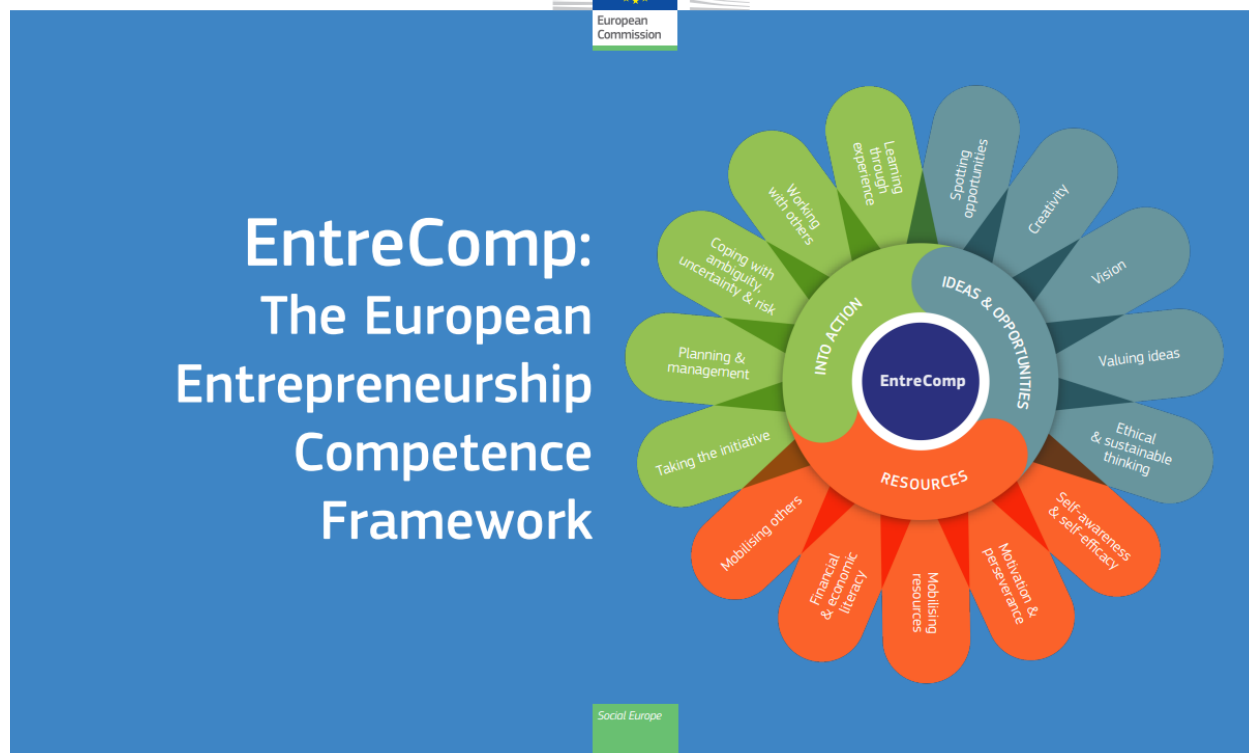 European
Commission
EntreComp:
The European
Entrepreneurship
Competence
Framework
Learning
through
experience
Spotting
opportunities
Creativity
Vision
Valuing ideas
Ethical
& sustainable
thinking
Self-awareness
& self-efficacy
Motivation &
perseverance
Mobilising
resources
Financial
& economic
literacy
Mobilising others
Taking the initiative
Planning &
management
Coping with
ambiguity,
uncertainty & risk
Working
with others
INTO ACTION
IDEAS & OPPORTUNITIES
RESOURCES
EntreComp
Social Europe